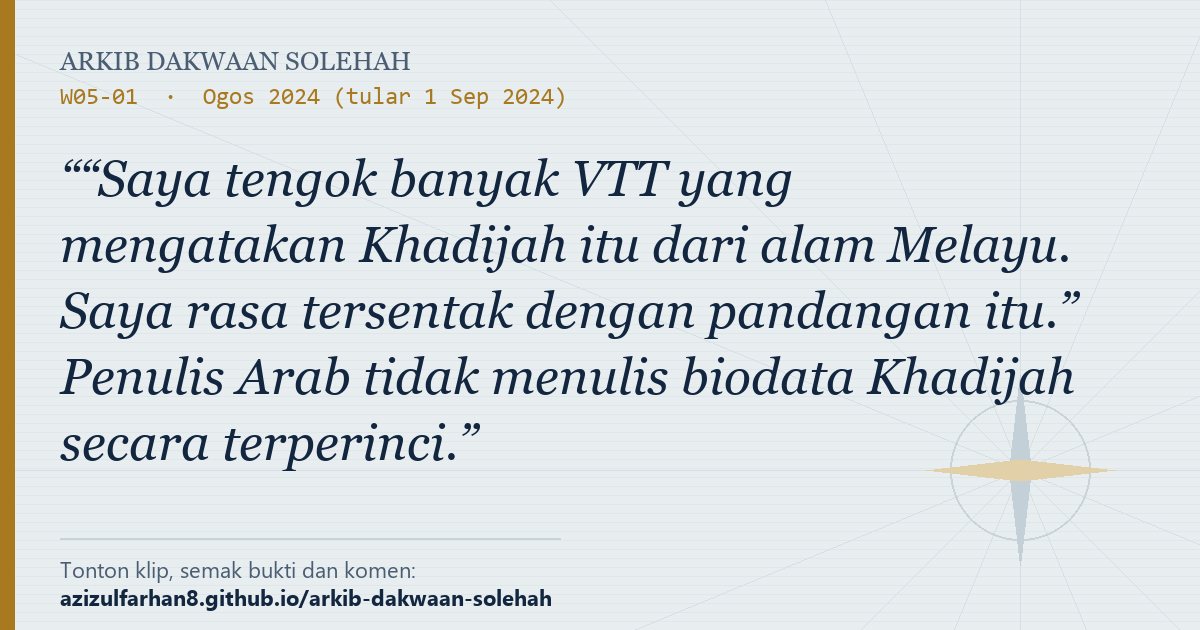 ARKIB DAKWAAN SOLEHAH
W05-01 · Ogos 2024 (tular 1 Sep 2024)
““Saya tengok banyak VTT yang
mengatakan Khadijah itu dari alam Melayu.
Saya rasa tersentak dengan pandangan itu.”
Penulis Arab tidak menulis biodata Khadijah
secara terperinci.”
Tonton klip, semak bukti dan komen:
azizulfarhan8.github.io/arkib-dakwaan-solehah